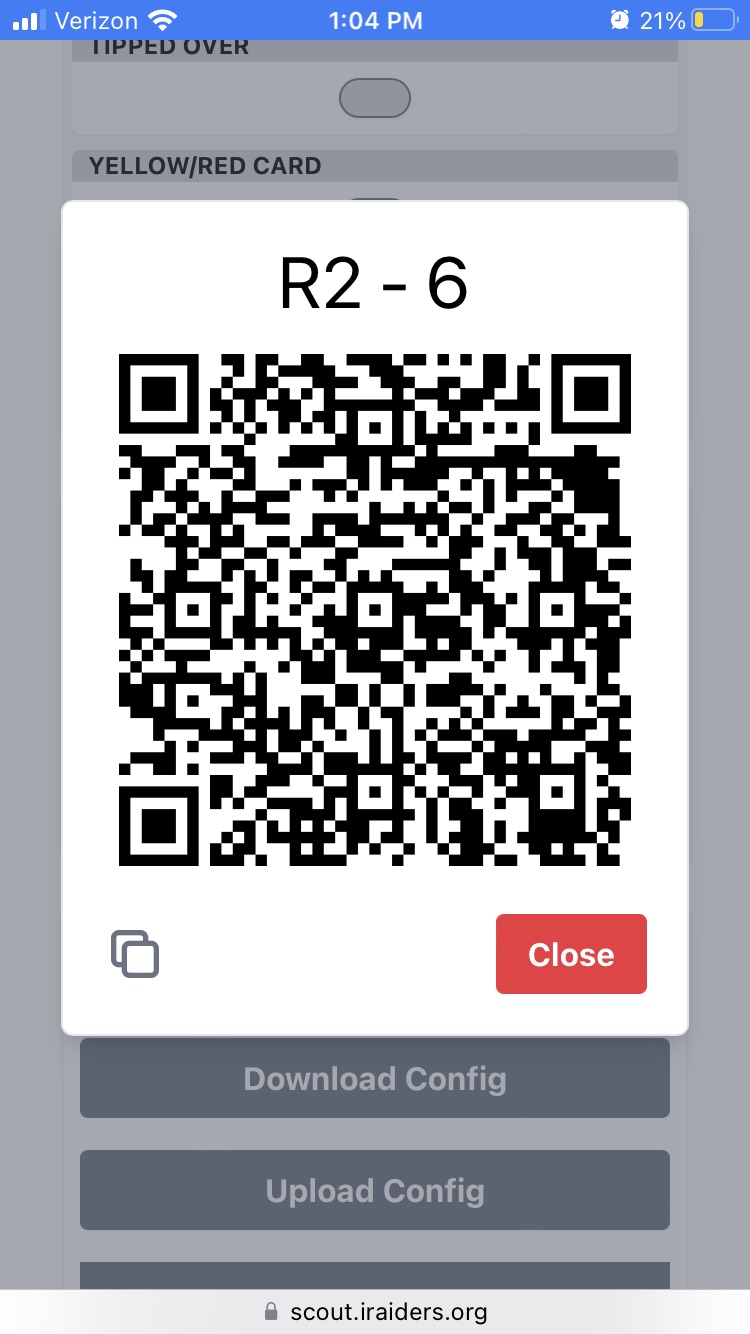 Verizon 1:04 PM 21%
TIPPED OVER
YELLOW/RED CARD
R2 - 6
Close
Download Config
Upload Config
scout.iraiders.org